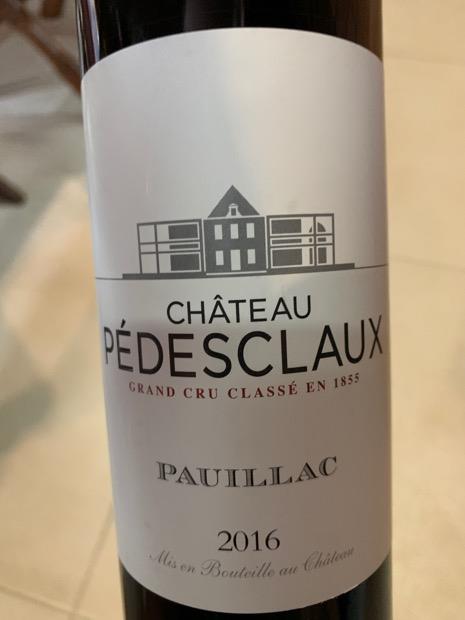 CHÂTEAU
PÉDESCLAUX
GRAND CRU CLASSÉ EN 1855
PAUILLAC
2016
Mis en Bouteille au Château